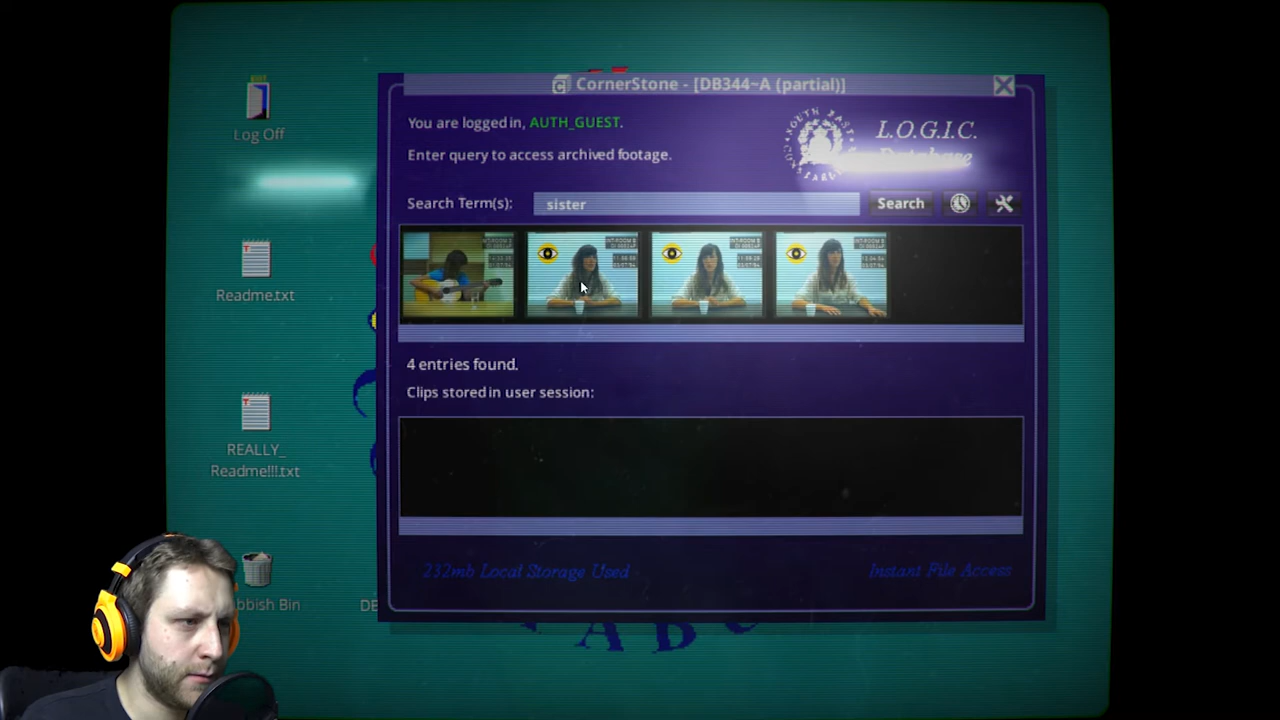 CornerStone - [DB344~A (partial)]
You are logged in, AUTH_GUEST.
L.O.G.I.C.
Database
Enter query to access archived footage.
Search Term(s):
sister
Search
4 entries found.
Clips stored in user session:
232mb Local Storage Used
Instant File Access
Log Off
Readme.txt
REALLY_
Readme!!!.txt
bbish Bin